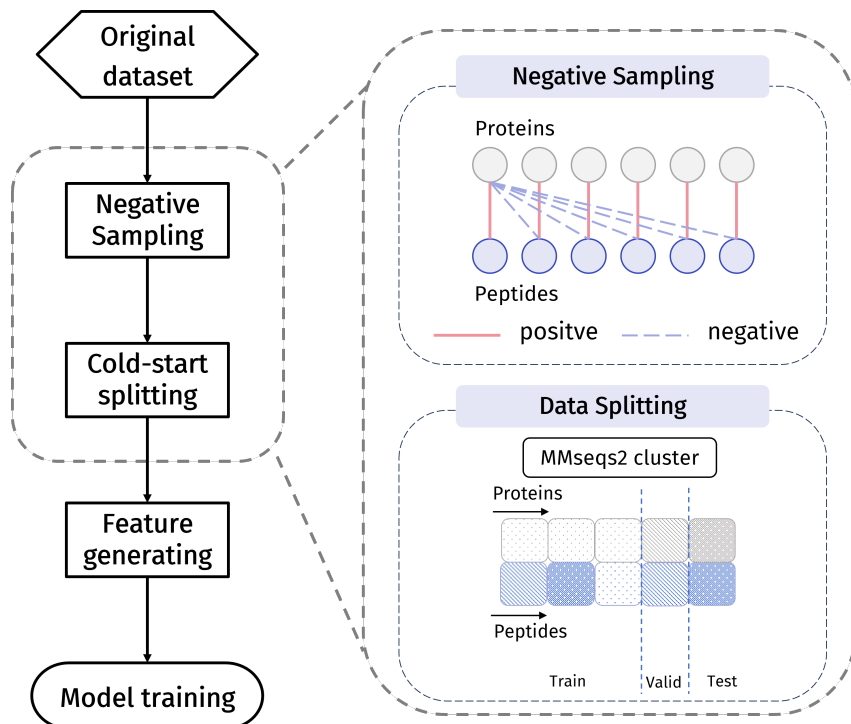 Original
dataset
Negative
Sampling
Cold-start
splitting
Feature
generating
Model training
Negative Sampling
Proteins
Peptides
positve
negative
Data Splitting
MMseqs2 cluster
Proteins
Peptides
Train
Valid
Test